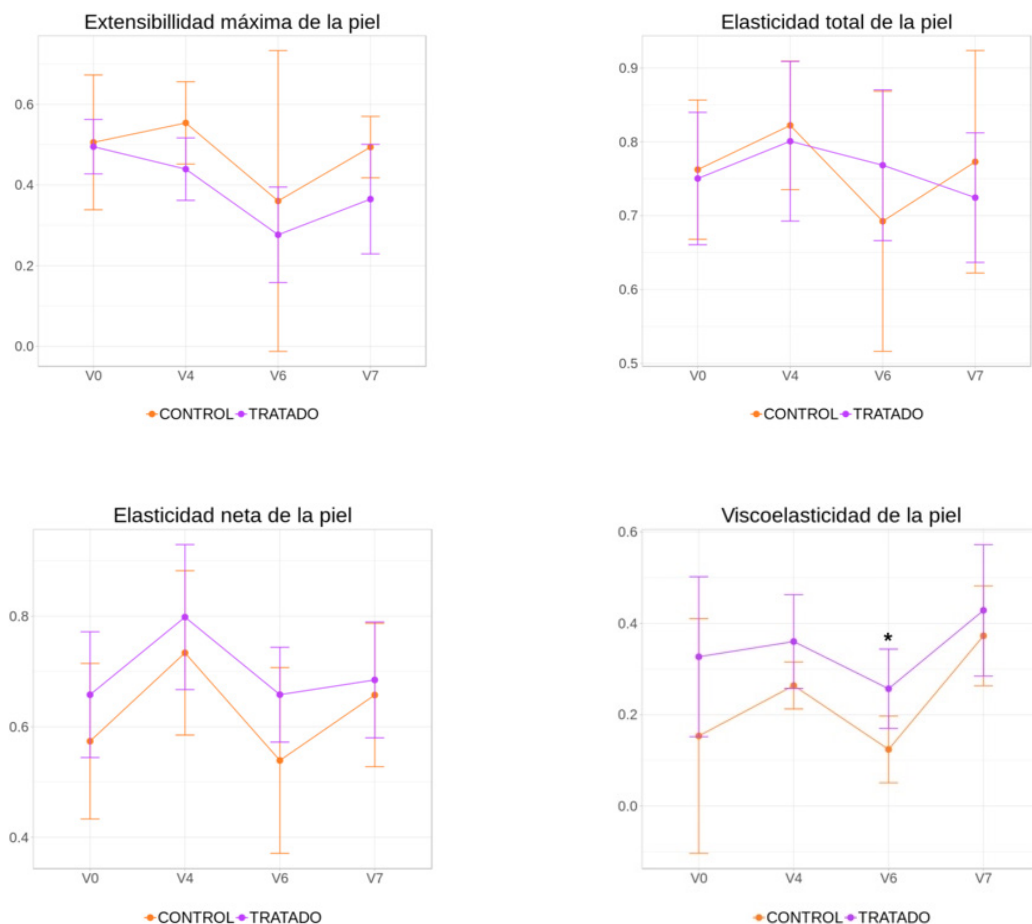 Extensibillidad máxima de la piel
0.6
0.4
0.2
0.0
V0 V4 V6 V7
CONTROL TRATADO
Elasticidad total de la piel
0.9
0.8
0.7
0.6
0.5
V0 V4 V6 V7
CONTROL TRATADO
Elasticidad neta de la piel
0.8
0.6
0.4
V0 V4 V6 V7
CONTROL TRATADO
Viscoelasticidad de la piel
0.6
0.4
*
0.2
0.0
V0 V4 V6 V7
CONTROL TRATADO